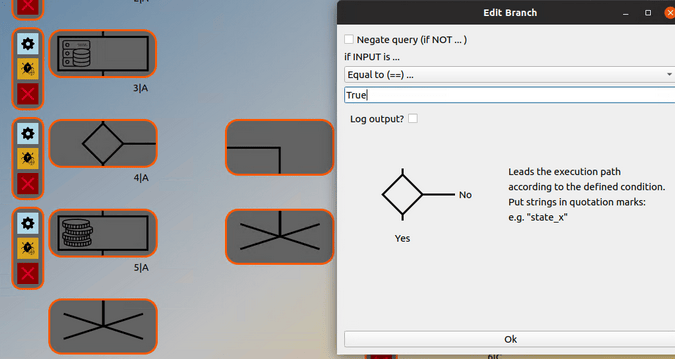 Edit Branch
Negate query (if NOT ... )
if INPUT is ...
Equal to (==) ...
True
Log output?
No
Yes
Leads the execution path
according to the defined condition.
Put strings in quotation marks:
e.g. "state_x"
Ok
3|A
4|A
5|A